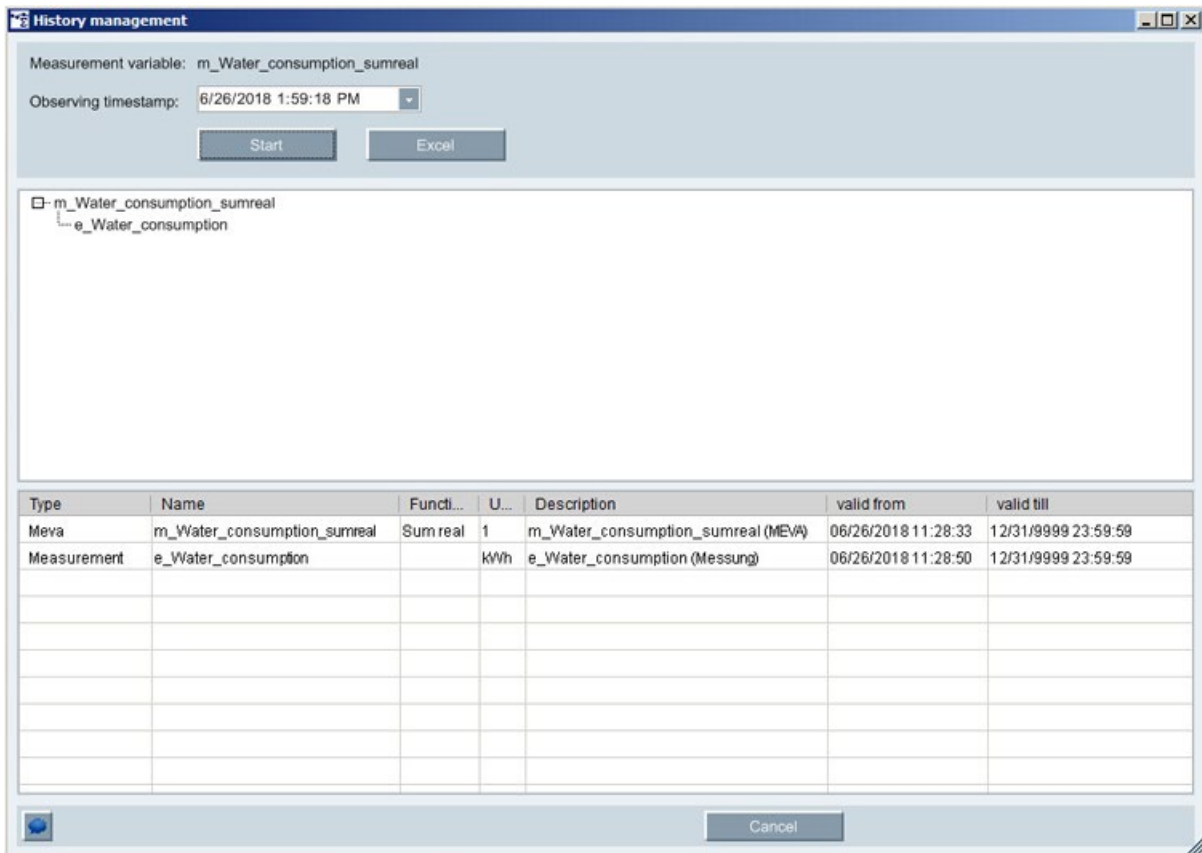 History management
Measurement variable: m_Water_consumption_sumreal
Observing timestamp: 6/26/2018 1:59:18 PM
Start Excel
m_Water_consumption_sumreal
e_Water_consumption
Type Name Functi... U... Description valid from valid till
Meva m_Water_consumption_sumreal Sum real 1 m_Water_consumption_sumreal (MEVA) 06/26/2018 11:28:33 12/31/9999 23:59:59
Measurement e_Water_consumption kWh e_Water_consumption (Messung) 06/26/2018 11:28:50 12/31/9999 23:59:59
Cancel